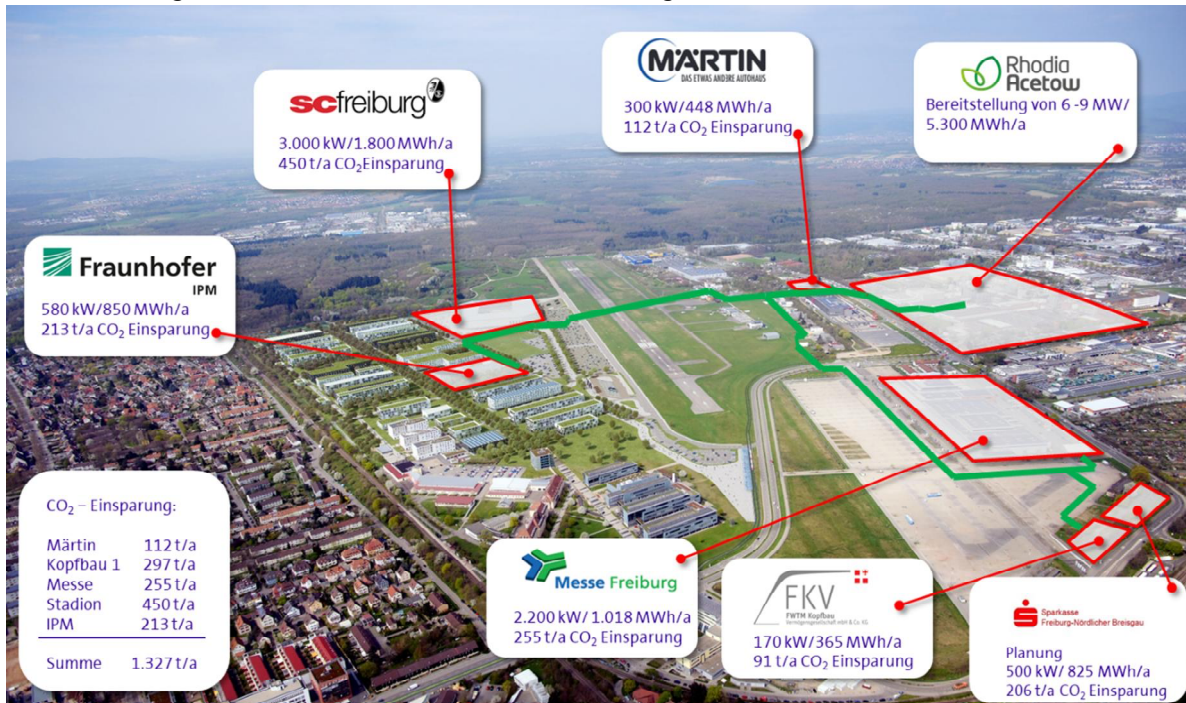 scfreiburg
3.000 kW/1.800 MWh/a
450 t/a CO₂Einsparung
MÄRTIN
DAS ETWAS ANDERE AUTOHAUS
300 kW/448 MWh/a
112 t/a CO₂ Einsparung
Rhodia
Acetow
Bereitstellung von 6 -9 MW/
5.300 MWh/a
Fraunhofer
IPM
580 kW/850 MWh/a
213 t/a CO₂ Einsparung
CO₂ – Einsparung:
Märtin 112 t/a
Kopfbau 1 297 t/a
Messe 255 t/a
Stadion 450 t/a
IPM 213 t/a
Summe 1.327 t/a
Messe Freiburg
2.200 kW/ 1.018 MWh/a
255 t/a CO₂ Einsparung
FKV
FWTM Kopfbau
Vermögensgesellschaft mbH & Co. KG
170 kW/365 MWh/a
91 t/a CO₂ Einsparung
Sparkasse
Freiburg-Nördlicher Breisgau
Planung
500 kW/ 825 MWh/a
206 t/a CO₂ Einsparung